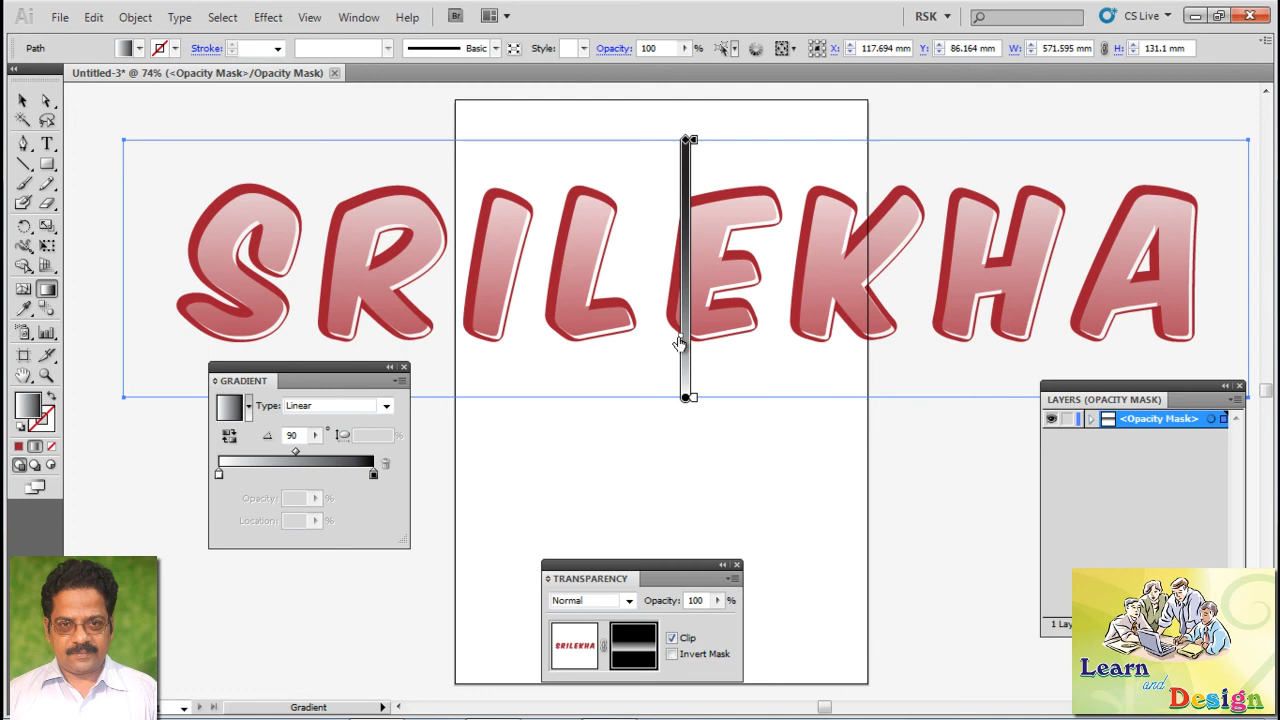 Ai File Edit Object Type Select Effect View Window Help Br RSK CS Live
Path Stroke: Basic Style: Opacity: 100 % X: 117.694 mm Y: 86.164 mm W: 571.595 mm H: 131.1 mm
Untitled-3* @ 74% (<Opacity Mask>/Opacity Mask)
SRILEKHA
GRADIENT
Type: Linear
90 ° %
Opacity: %
Location: %
LAYERS (OPACITY MASK)
<Opacity Mask>
1 Lay
TRANSPARENCY
Normal Opacity: 100 %
SRILEKHA
Clip
Invert Mask
Learn
and
Design
Gradient